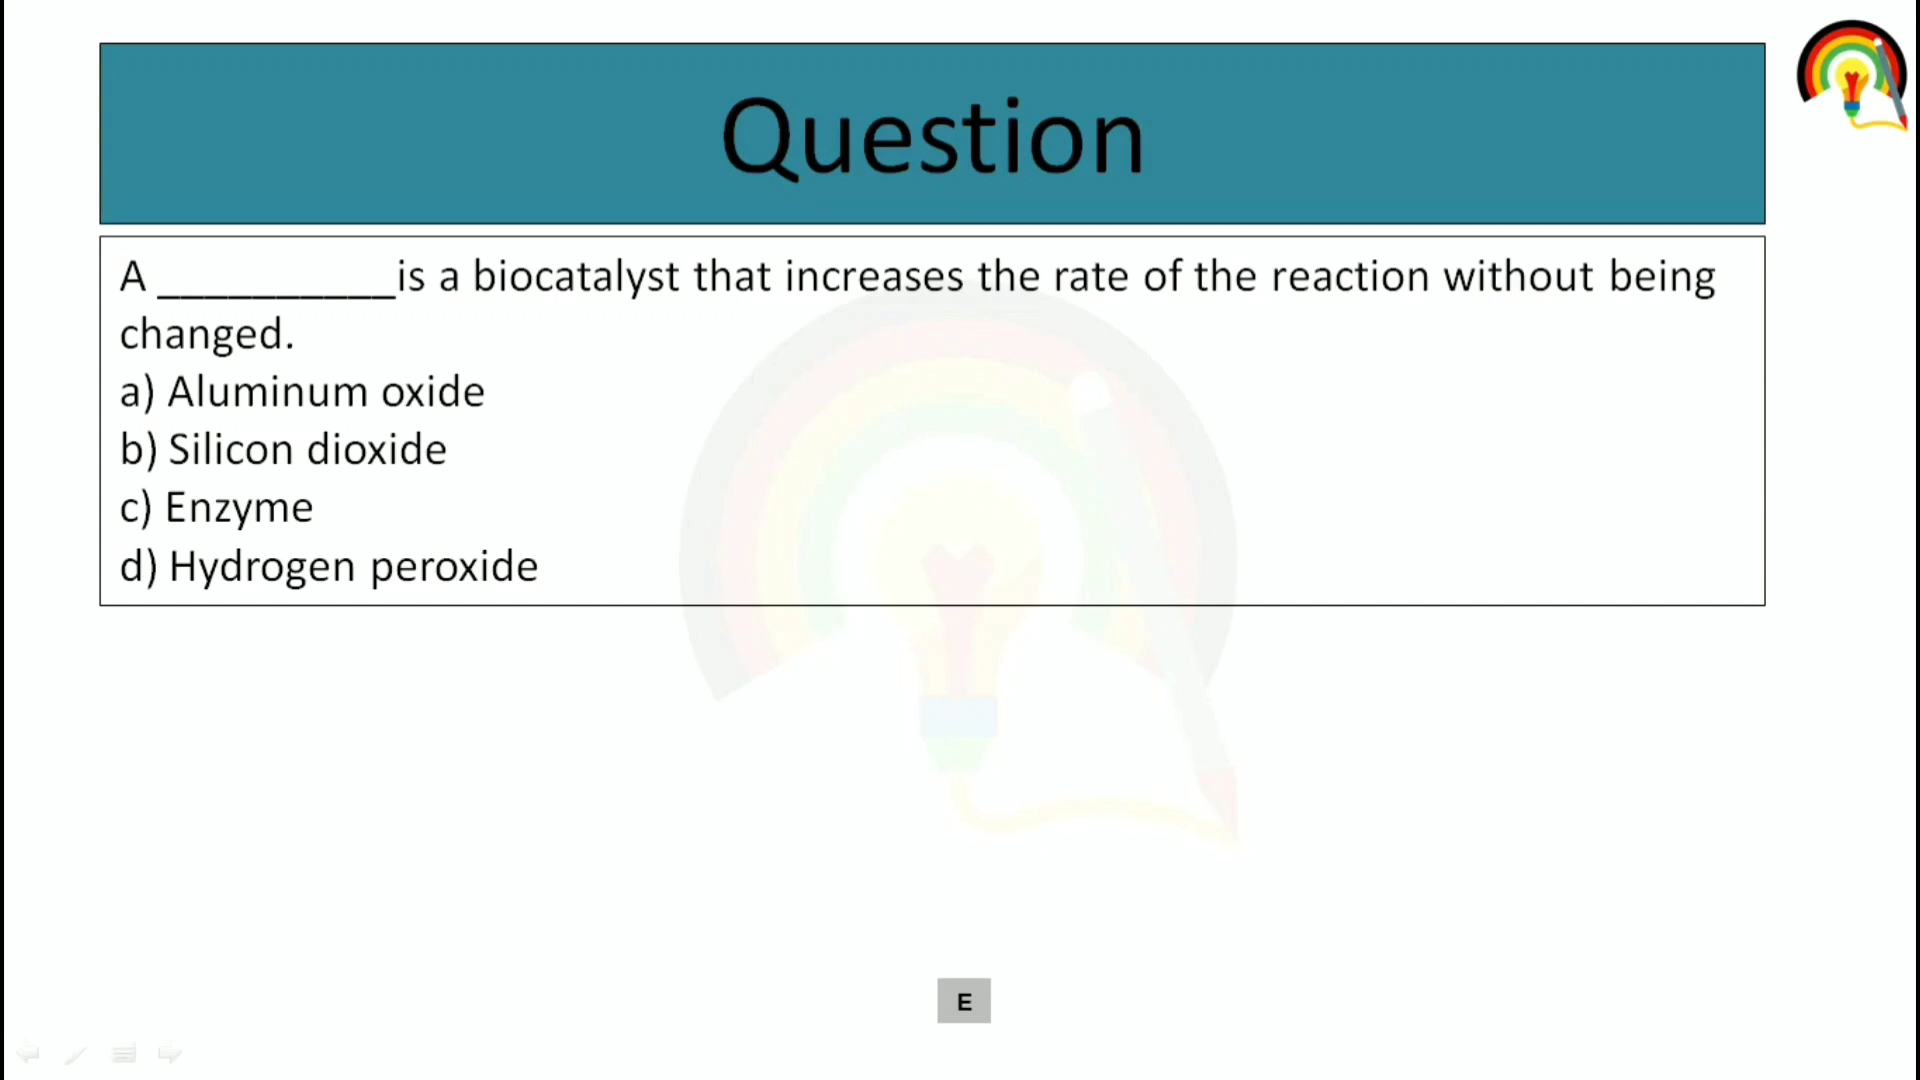 Question
A __________is a biocatalyst that increases the rate of the reaction without being
changed.
a) Aluminum oxide
b) Silicon dioxide
c) Enzyme
d) Hydrogen peroxide
E